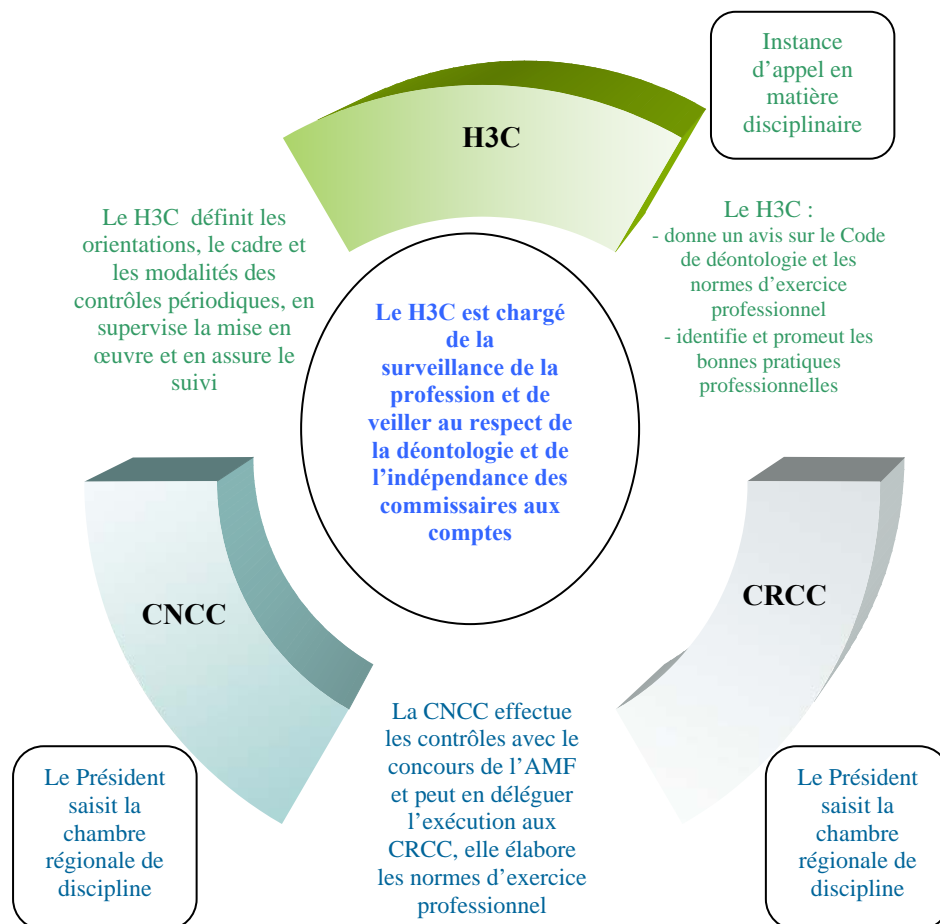 Instance
d’appel en
matière
disciplinaire
H3C
Le H3C définit les
orientations, le cadre et
les modalités des
contrôles périodiques, en
supervise la mise en
œuvre et en assure le
suivi
Le H3C :
- donne un avis sur le Code
de déontologie et les
normes d’exercice
professionnel
- identifie et promeut les
bonnes pratiques
professionnelles
Le H3C est chargé
de la
surveillance de la
profession et de
veiller au respect de
la déontologie et de
l’indépendance des
commissaires aux
comptes
CNCC
CRCC
La CNCC effectue
les contrôles avec le
concours de l’AMF
et peut en déléguer
l’exécution aux
CRCC, elle élabore
les normes d’exercice
professionnel
Le Président
saisit la
chambre
régionale de
discipline
Le Président
saisit la
chambre
régionale de
discipline